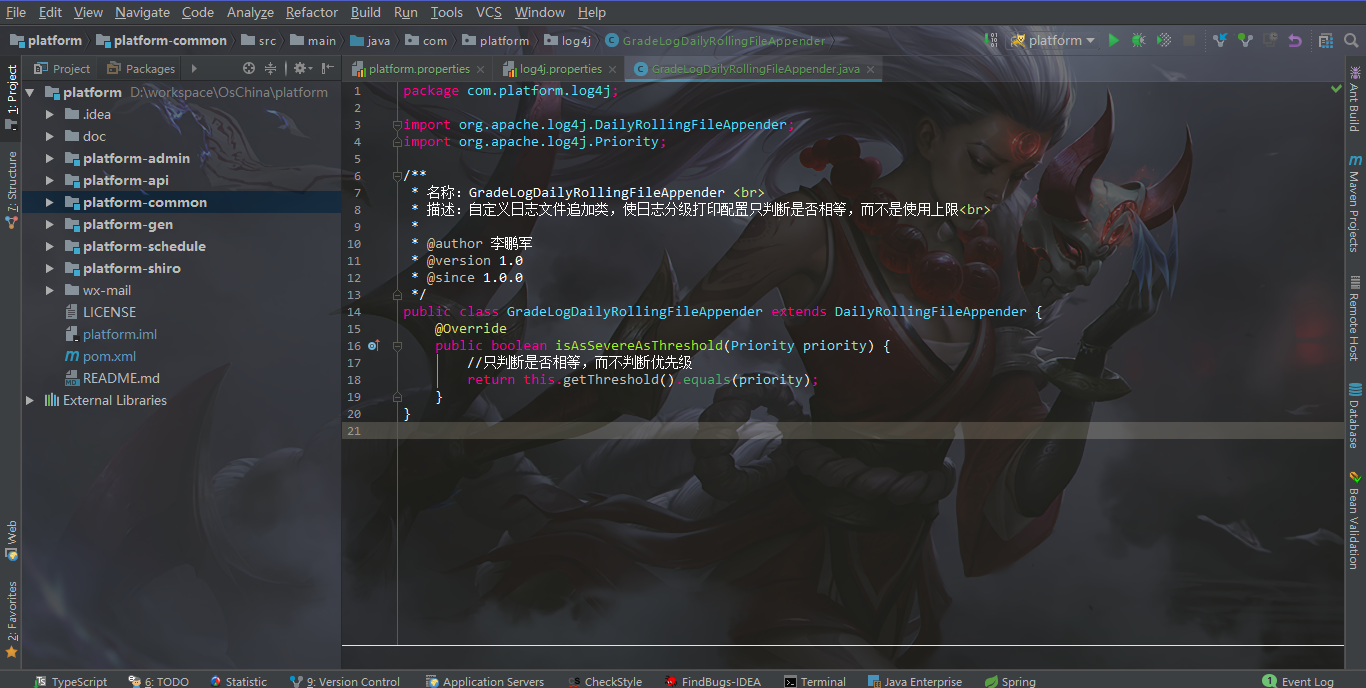 File Edit View Navigate Code Analyze Refactor Build Run Tools VCS Window Help
platform platform-common src main java com platform log4j GradeLogDailyRollingFileAppender platform
Project Packages platform.properties log4j.properties GradeLogDailyRollingFileAppender.java
platform D:\workspace\OsChina\platform
.idea
doc
platform-admin
platform-api
platform-common
platform-gen
platform-schedule
platform-shiro
wx-mail
LICENSE
platform.iml
pom.xml
README.md
External Libraries
1 package com.platform.log4j;
2
3 import org.apache.log4j.DailyRollingFileAppender;
4 import org.apache.log4j.Priority;
5
6 /**
7 * 名称：GradeLogDailyRollingFileAppender <br>
8 * 描述：自定义日志文件追加类，使日志分级打印配置只判断是否相等，而不是使用上限<br>
9 *
10 * @author 李鹏军
11 * @version 1.0
12 * @since 1.0.0
13 */
14 public class GradeLogDailyRollingFileAppender extends DailyRollingFileAppender {
15 @Override
16 public boolean isAsSevereAsThreshold(Priority priority) {
17 //只判断是否相等，而不判断优先级
18 return this.getThreshold().equals(priority);
19 }
20 }
21
1: Project
7: Structure
Web
2: Favorites
Ant Build
Maven Projects
Remote Host
Database
Bean Validation
TypeScript 6: TODO Statistic 9: Version Control Application Servers CheckStyle FindBugs-IDEA Terminal Java Enterprise Spring 1 Event Log